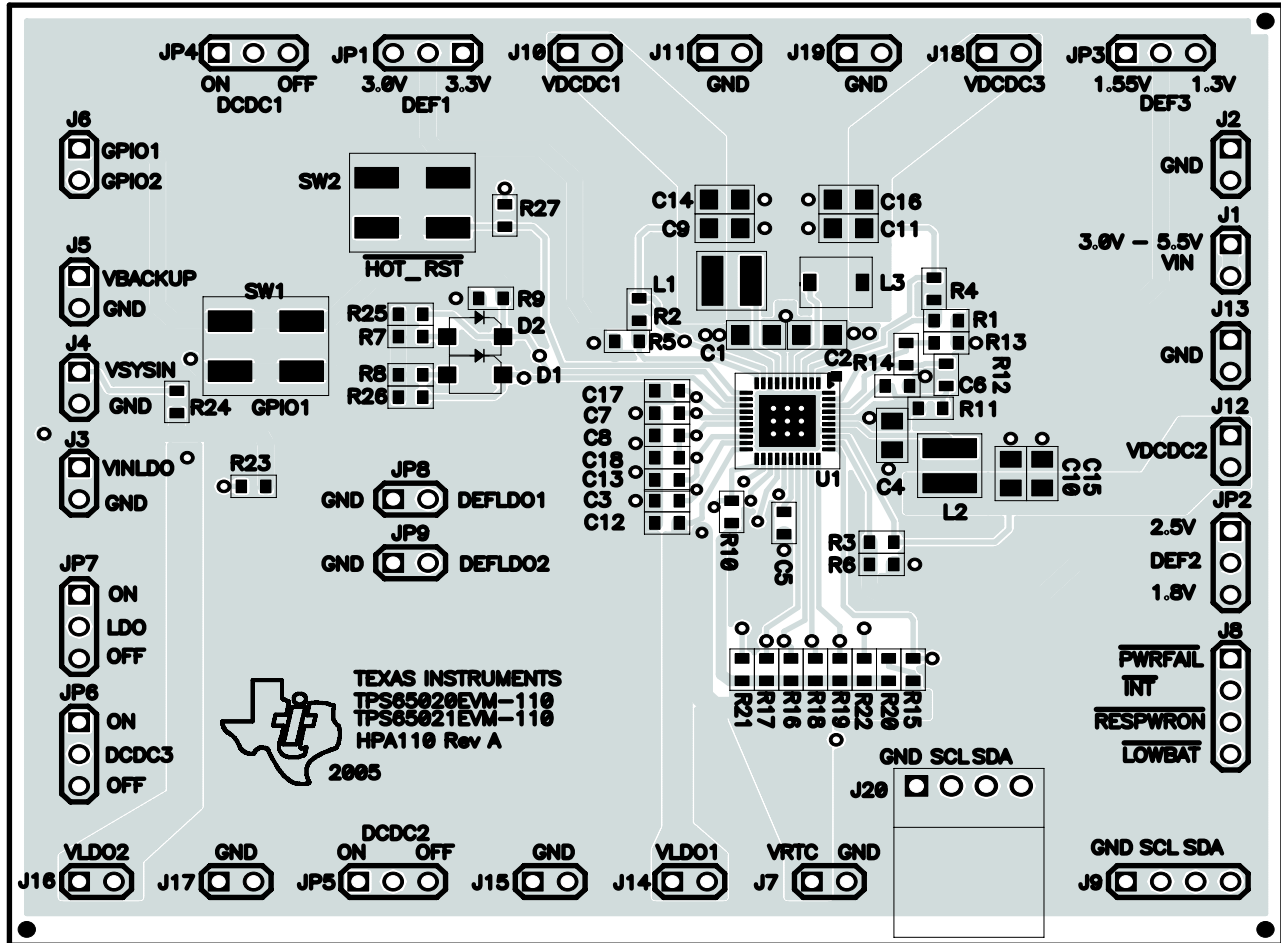 JP4 JP1 J10 J11 J19 J18 JP3
ON OFF 3.0V 3.3V VDCDC1 GND GND VDCDC3 1.55V 1.3V
DCDC1 DEF1 DEF3
J6 J2
GPIO1 GND
GPIO2
SW2 R27
C14 C16
C9 C11
J1
3.0V - 5.5V
VIN
HOT_RST
J5
VBACKUP
GND
SW1
L1 L3
R25 R9 R2 R4
R7 D2 R5 R1
C1 C2 R14 R13
J13
GND
J4
VSYSIN
GND
R24 GPIO1
R8 D1
R26
C17
C7
C8
C18
C13
C3
C12
R12
C6
R11
J12
VDCDC2
J3
VINLDO
GND
R23
JP8
GND DEFLDO1
JP9
GND DEFLDO2
U1
C4
L2
C10
C15
R10
C5
R3
R6
JP2
2.5V
DEF2
1.8V
JP7
ON
LDO
OFF
JP6
ON
DCDC3
OFF
TEXAS INSTRUMENTS
TPS65020EVM-110
TPS65021EVM-110
HPA110 Rev A
2005
R21 R17 R16 R18 R19 R22 R20 R15
J8
PWRFAIL
INT
RESPWRON
LOWBAT
GND SCL SDA
J20
VLDO2 GND DCDC2 GND VLDO1 VRTC GND GND SCL SDA
ON OFF
J16 J17 JP5 J15 J14 J7 J9